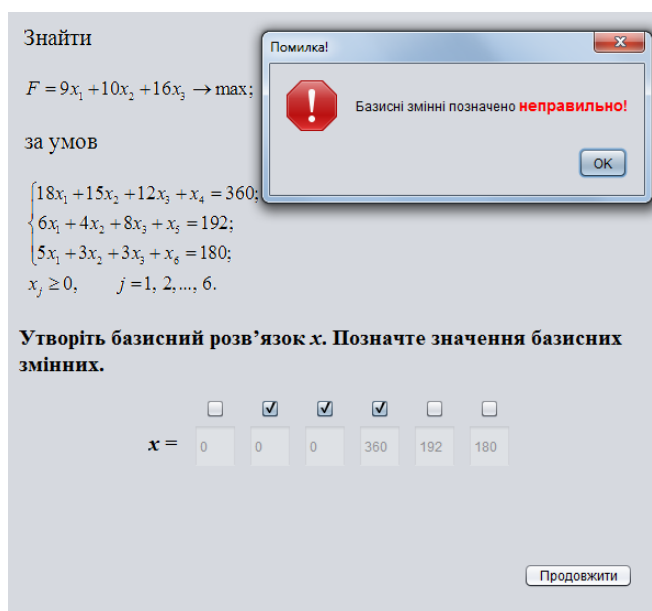 Знайти
Помилка!
F = 9x₁ + 10x₂ + 16x₃ → max;
Базисні змінні позначено неправильно!
за умов
OK
18x₁ + 15x₂ + 12x₃ + x₄ = 360;
6x₁ + 4x₂ + 8x₃ + x₅ = 192;
5x₁ + 3x₂ + 3x₃ + x₆ = 180;
xⱼ ≥ 0, j = 1, 2,..., 6.
Утворіть базисний розв’язок x. Позначте значення базисних
змінних.
x = 0 0 0 360 192 180
Продовжити